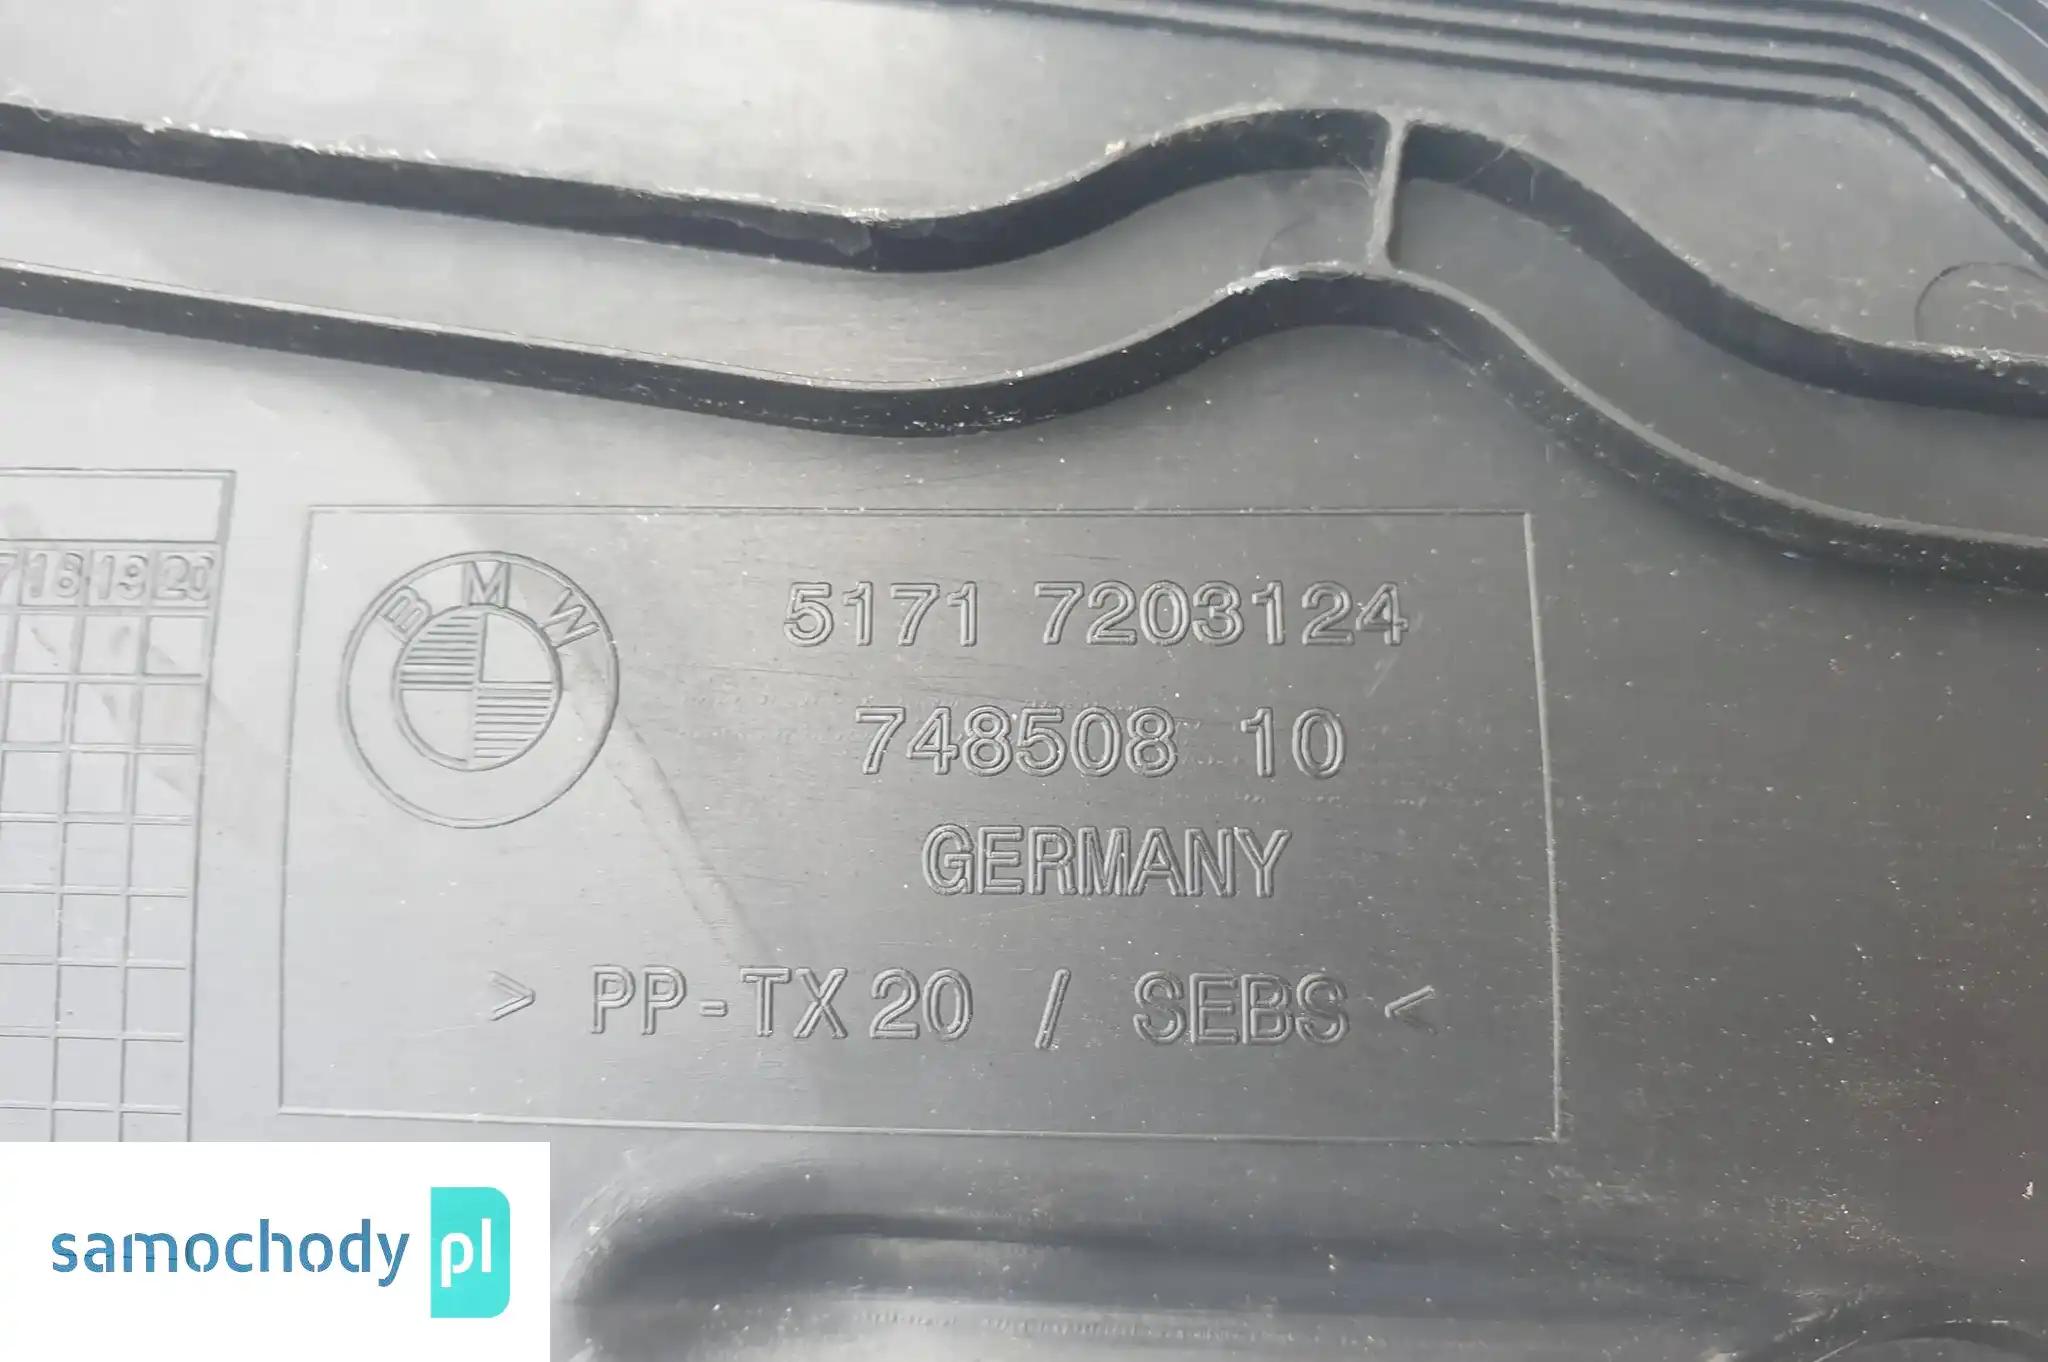 18 19 20
BMW
5171 7203124
748508 10
GERMANY
> PP-TX20 / SEBS <
samochody pl